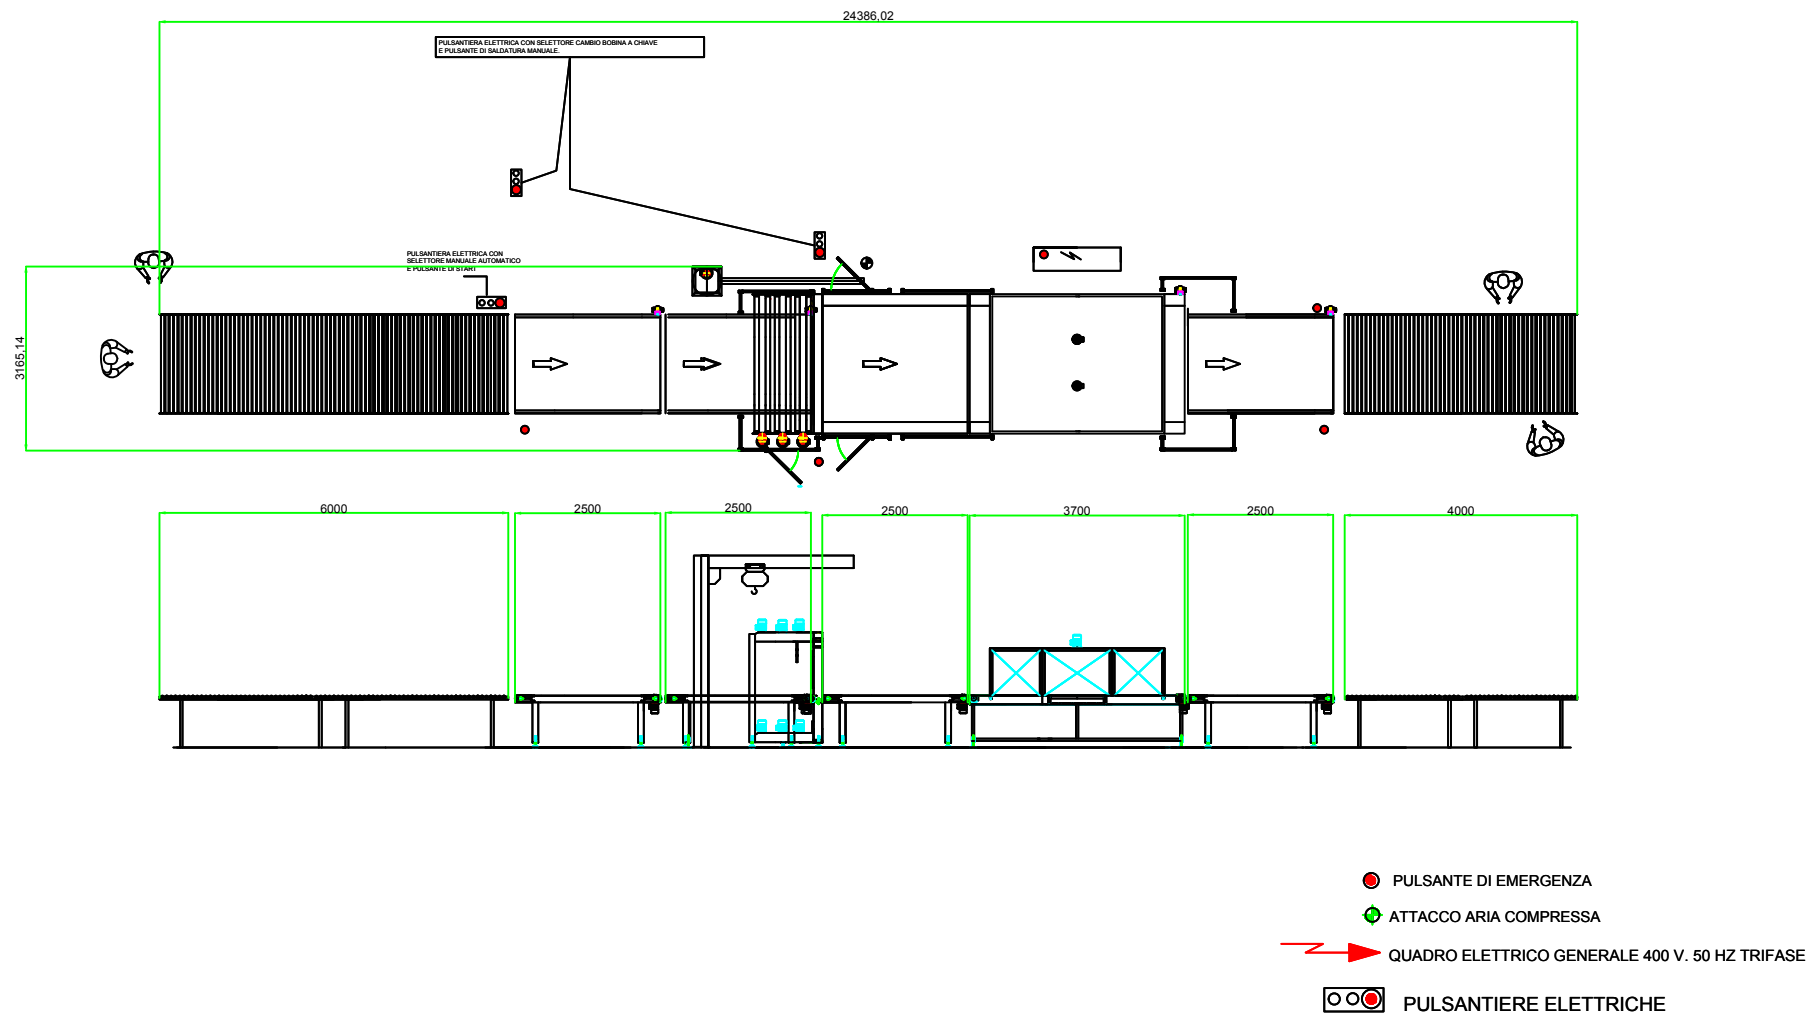 24386,02
PULSANTIERA ELETTRICA CON SELETTORE CAMBIO BOBINA A CHIAVE
E PULSANTE DI SALDATURA MANUALE.
PULSANTIERA ELETTRICA CON
SELETTORE MANUALE AUTOMATICO
E PULSANTE DI START
3165,14
6000
2500
2500
2500
3700
2500
4000
PULSANTE DI EMERGENZA
ATTACCO ARIA COMPRESSA
QUADRO ELETTRICO GENERALE 400 V. 50 HZ TRIFASE
PULSANTIERE ELETTRICHE